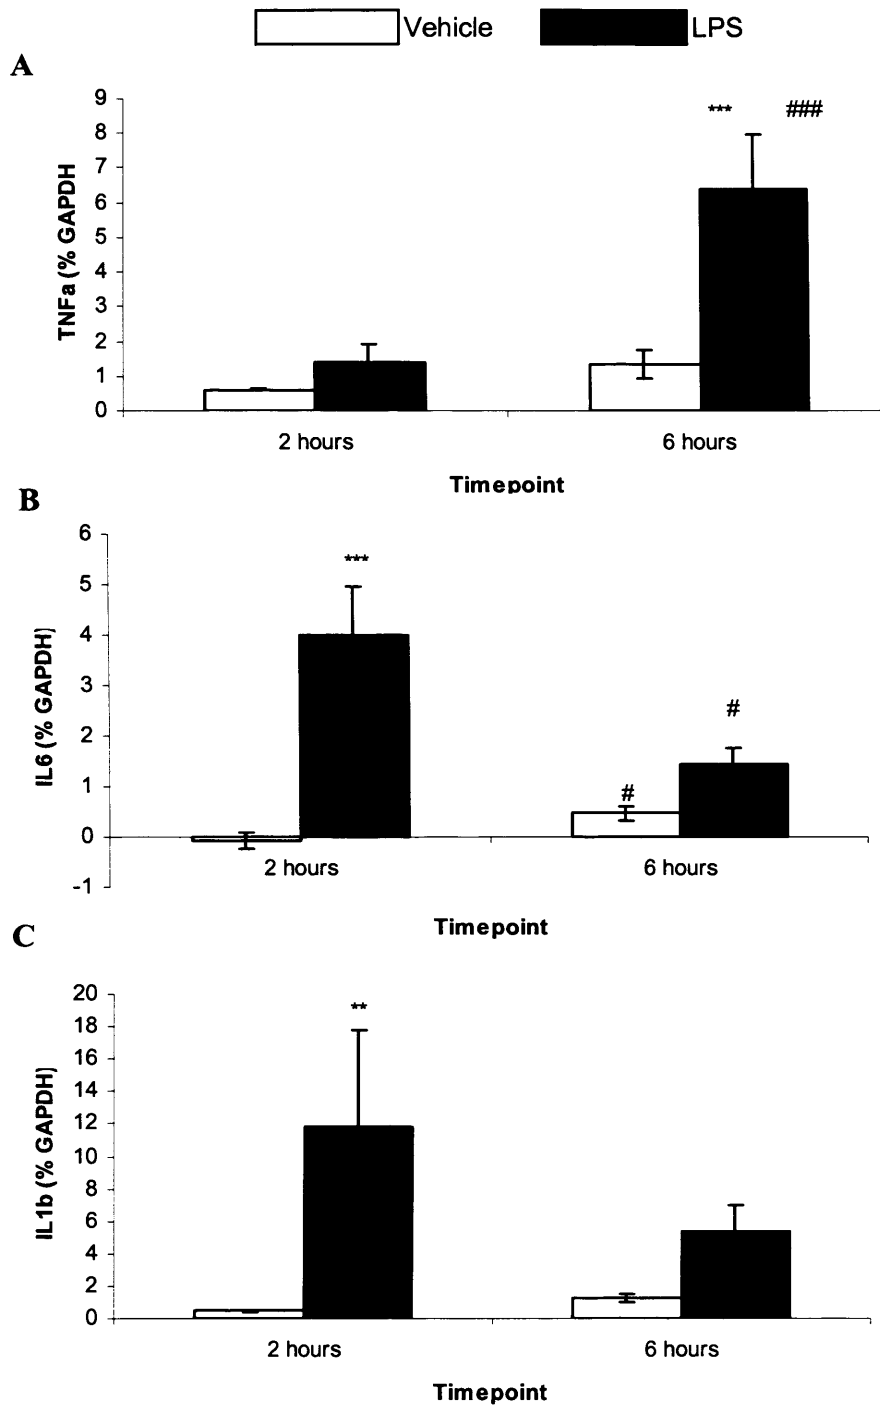 Vehicle LPS
A
TNFa (% GAPDH
9
8
7
6
5
4
3
2
1
0
*** ###
2 hours 6 hours
Timepoint
B
IL6 (% GAPDH)
6
5
4
3
2
1
0
-1
***
#
#
2 hours 6 hours
Timepoint
C
IL1b (% GAPDH)
20
18
16
14
12
10
8
6
4
2
0
**
2 hours 6 hours
Timepoint